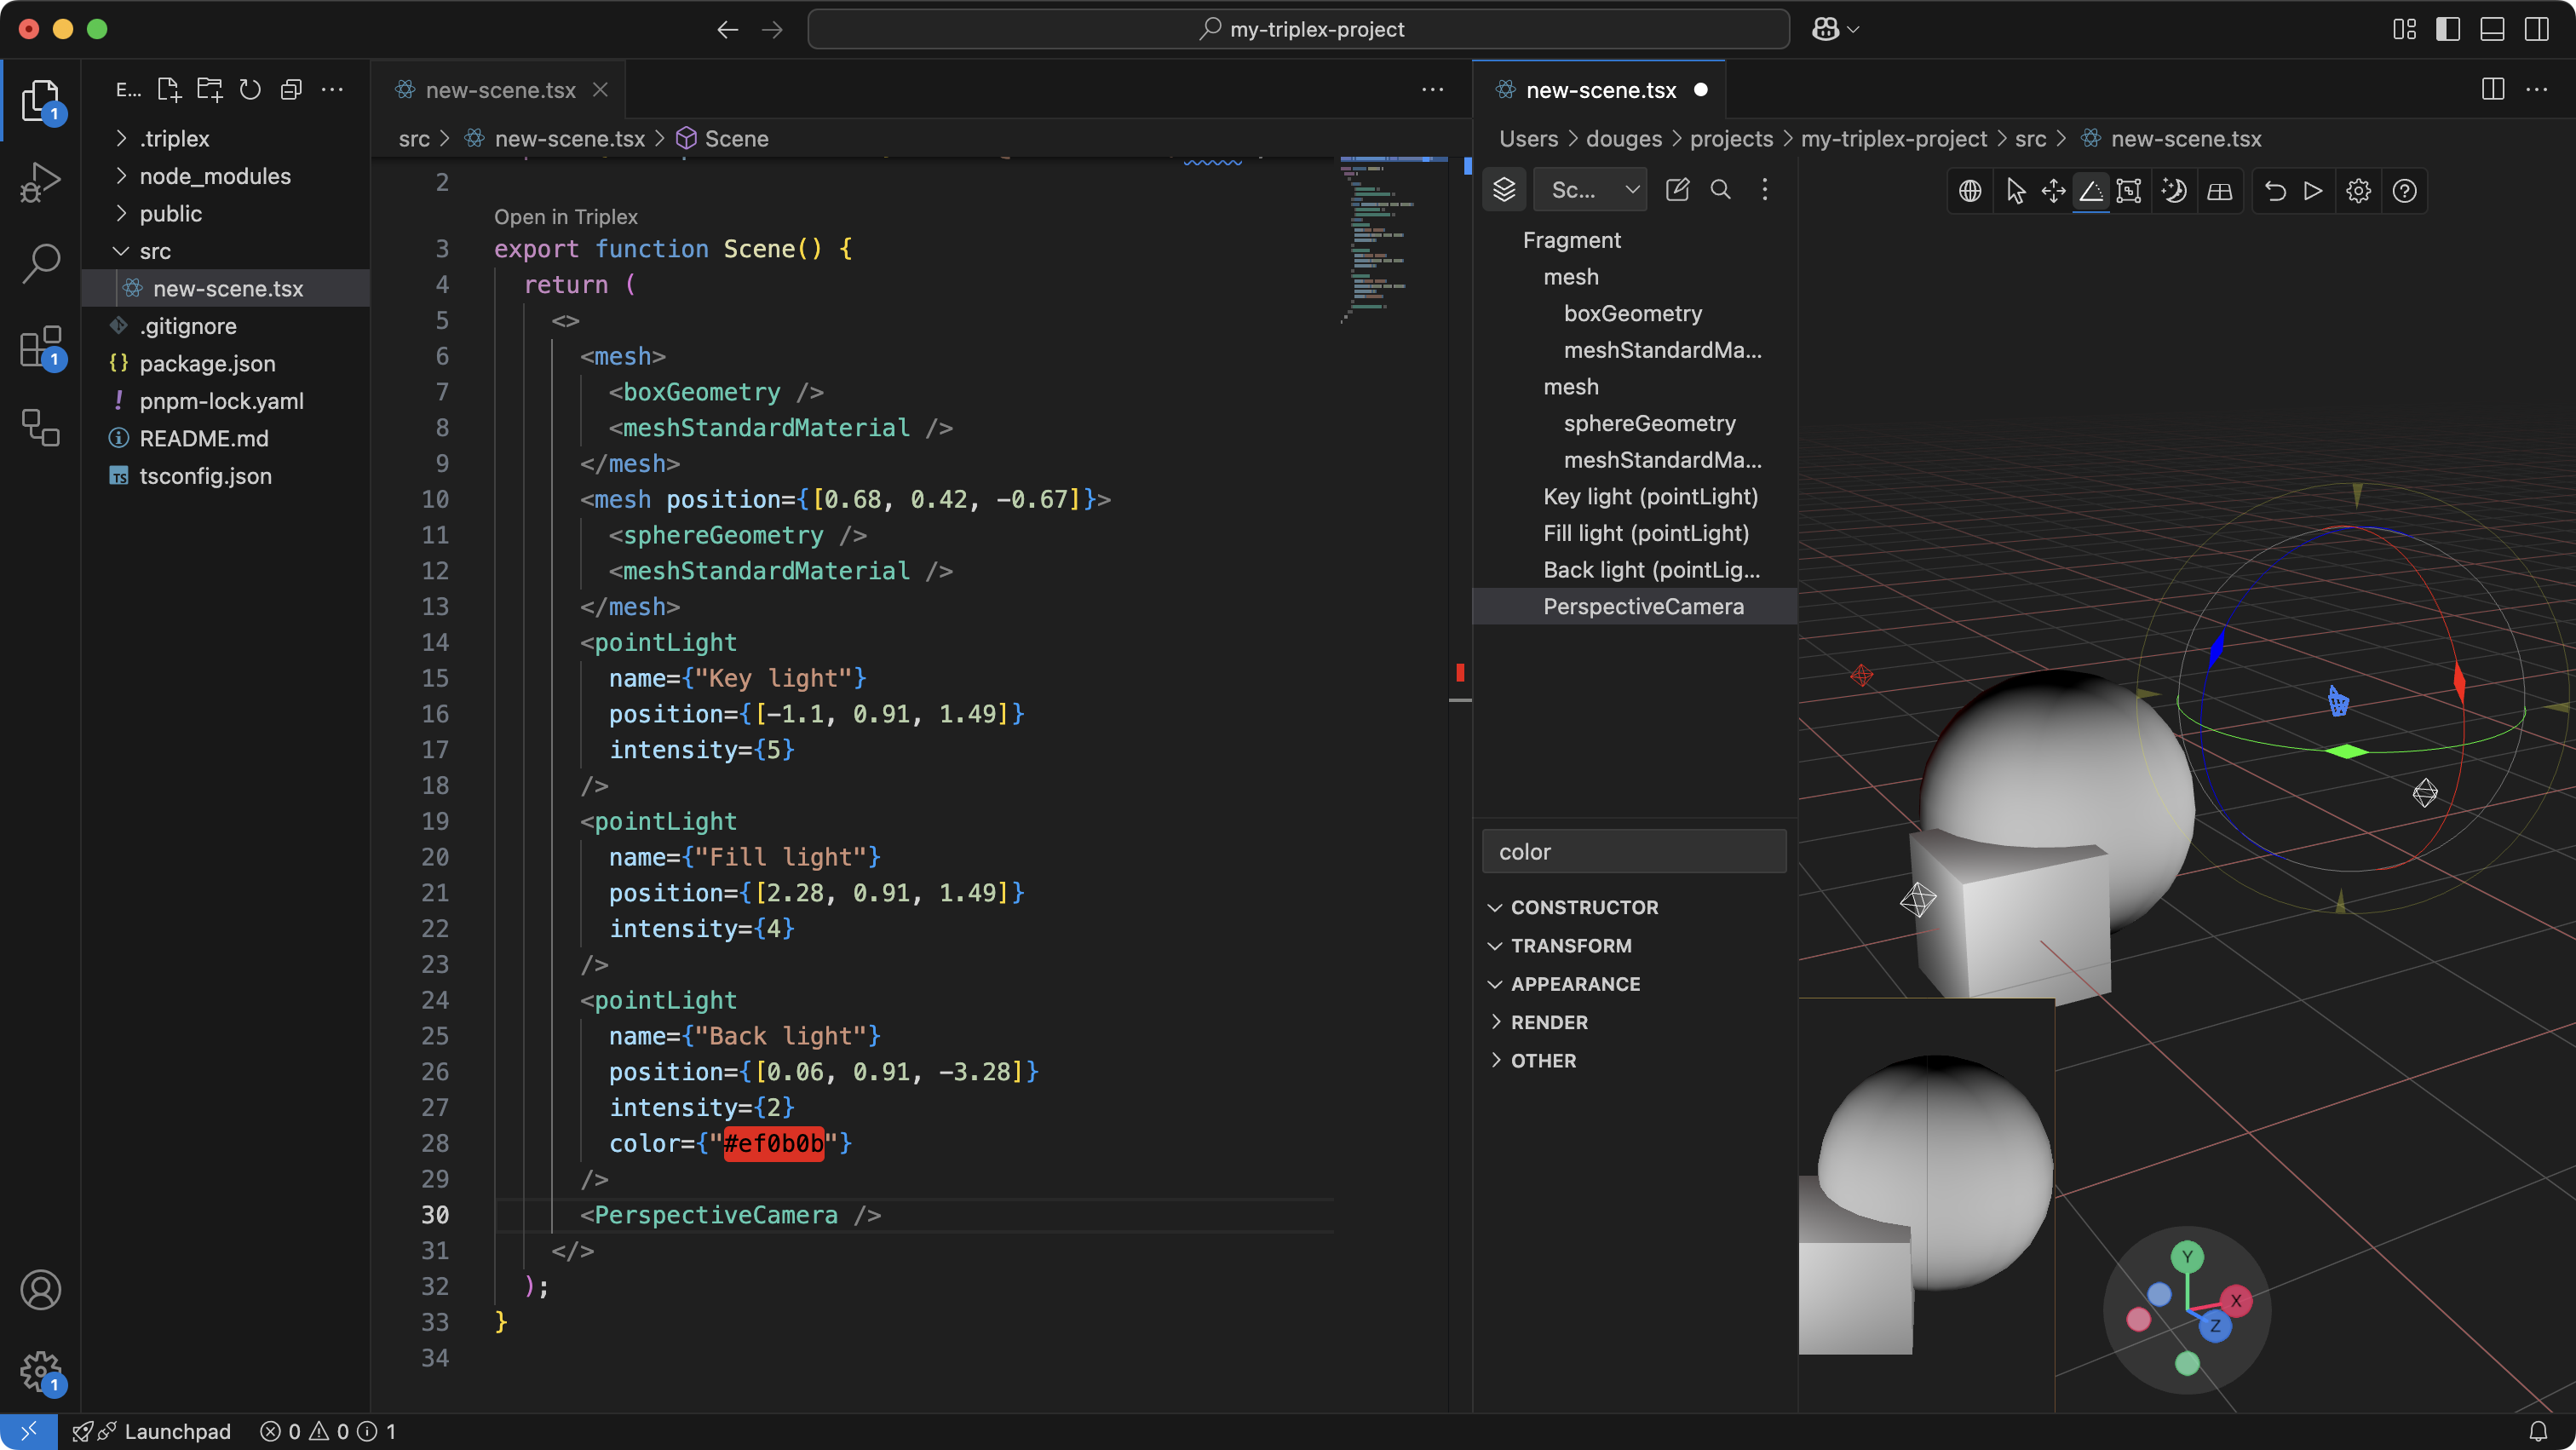 my-triplex-project
E...
1
.triplex
node_modules
public
src
new-scene.tsx
.gitignore
{} package.json
! pnpm-lock.yaml
README.md
TS tsconfig.json
1
1
new-scene.tsx
src > new-scene.tsx > Scene
2
Open in Triplex
3 export function Scene() {
4 return (
5 <>
6 <mesh>
7 <boxGeometry />
8 <meshStandardMaterial />
9 </mesh>
10 <mesh position={[0.68, 0.42, -0.67]}>
11 <sphereGeometry />
12 <meshStandardMaterial />
13 </mesh>
14 <pointLight
15 name={"Key light"}
16 position={[-1.1, 0.91, 1.49]}
17 intensity={5}
18 />
19 <pointLight
20 name={"Fill light"}
21 position={[2.28, 0.91, 1.49]}
22 intensity={4}
23 />
24 <pointLight
25 name={"Back light"}
26 position={[0.06, 0.91, -3.28]}
27 intensity={2}
28 color={"#ef0b0b"}
29 />
30 <PerspectiveCamera />
31 </>
32 );
33 }
34
new-scene.tsx
Users > douges > projects > my-triplex-project > src > new-scene.tsx
Sc...
Fragment
mesh
boxGeometry
meshStandardMa...
mesh
sphereGeometry
meshStandardMa...
Key light (pointLight)
Fill light (pointLight)
Back light (pointLig...
PerspectiveCamera
color
CONSTRUCTOR
TRANSFORM
APPEARANCE
RENDER
OTHER
Y
X
Z
Launchpad 0 0 1